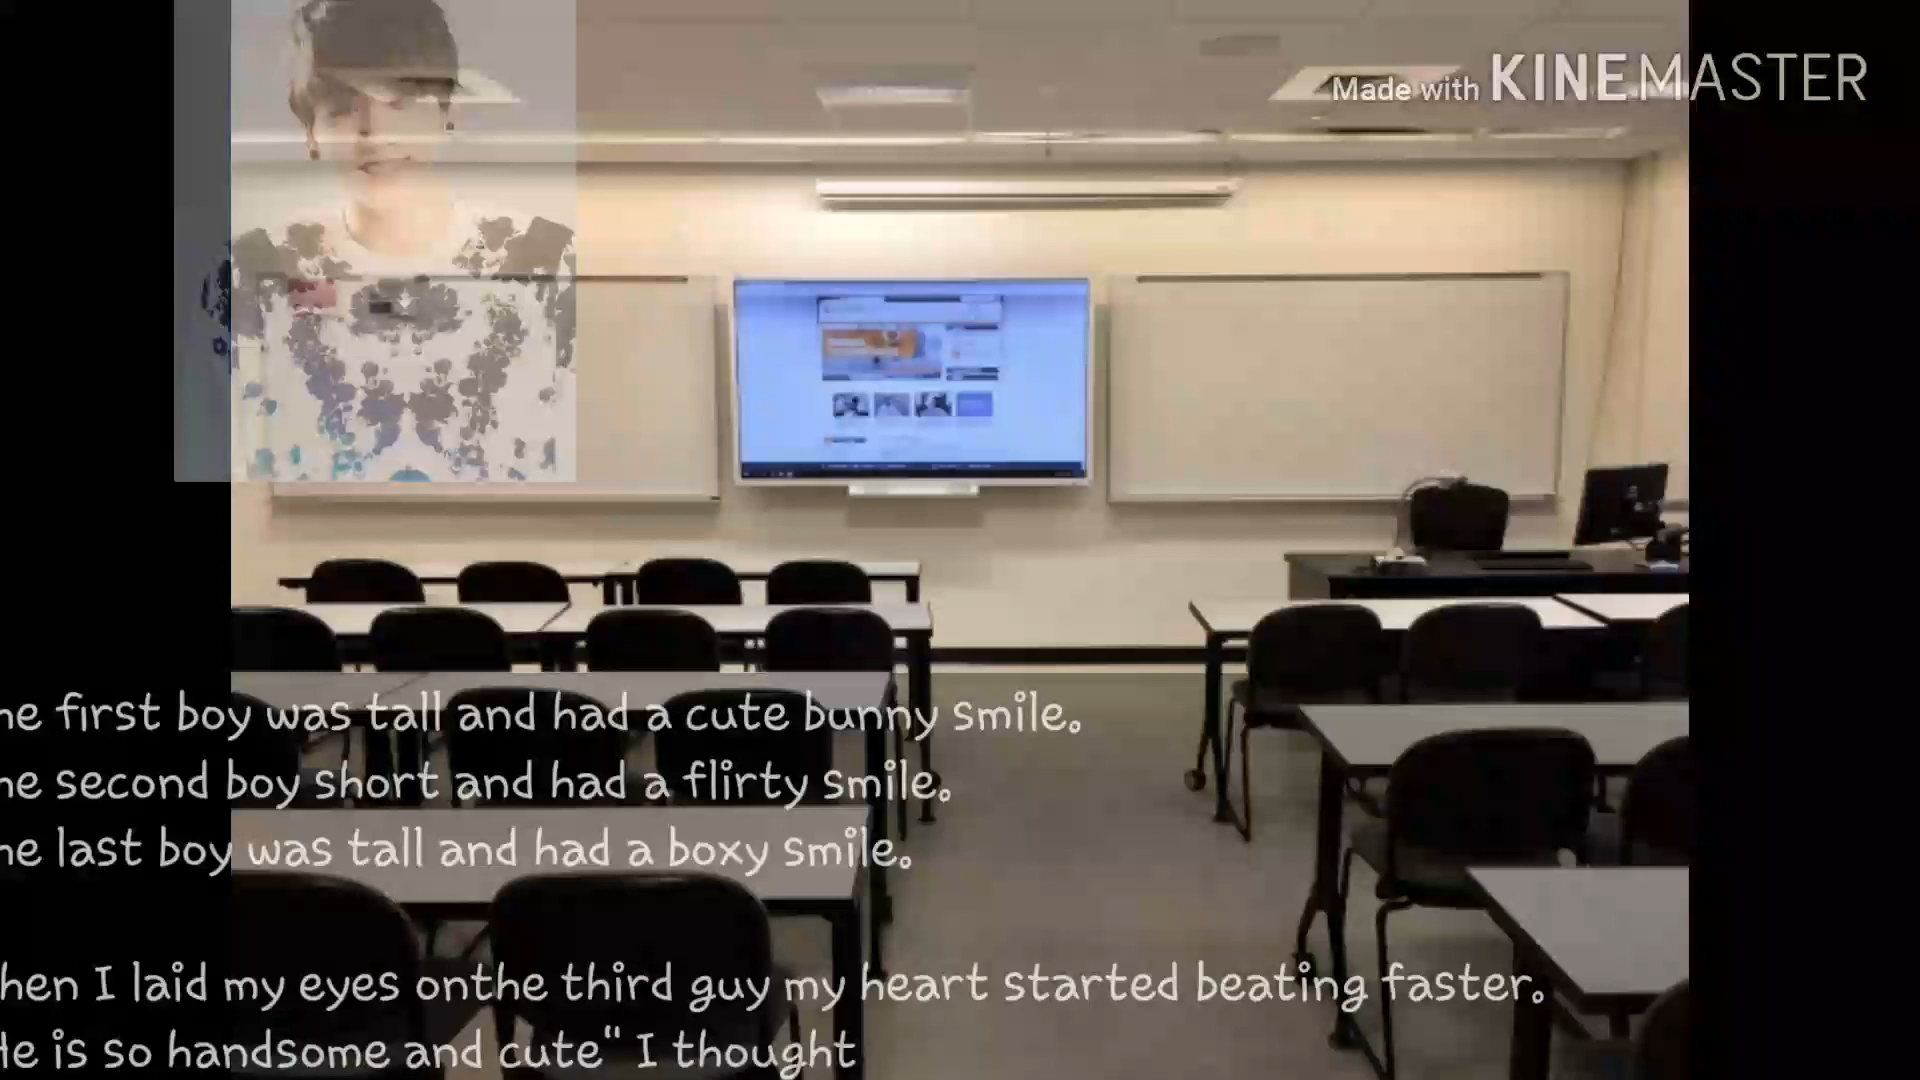 Made with KINEMASTER
he first boy was tall and had a cute bunny smile.
he second boy short and had a flirty smile.
he last boy was tall and had a boxy smile.
hen I laid my eyes onthe third guy my heart started beating faster.
He is so handsome and cute" I thought